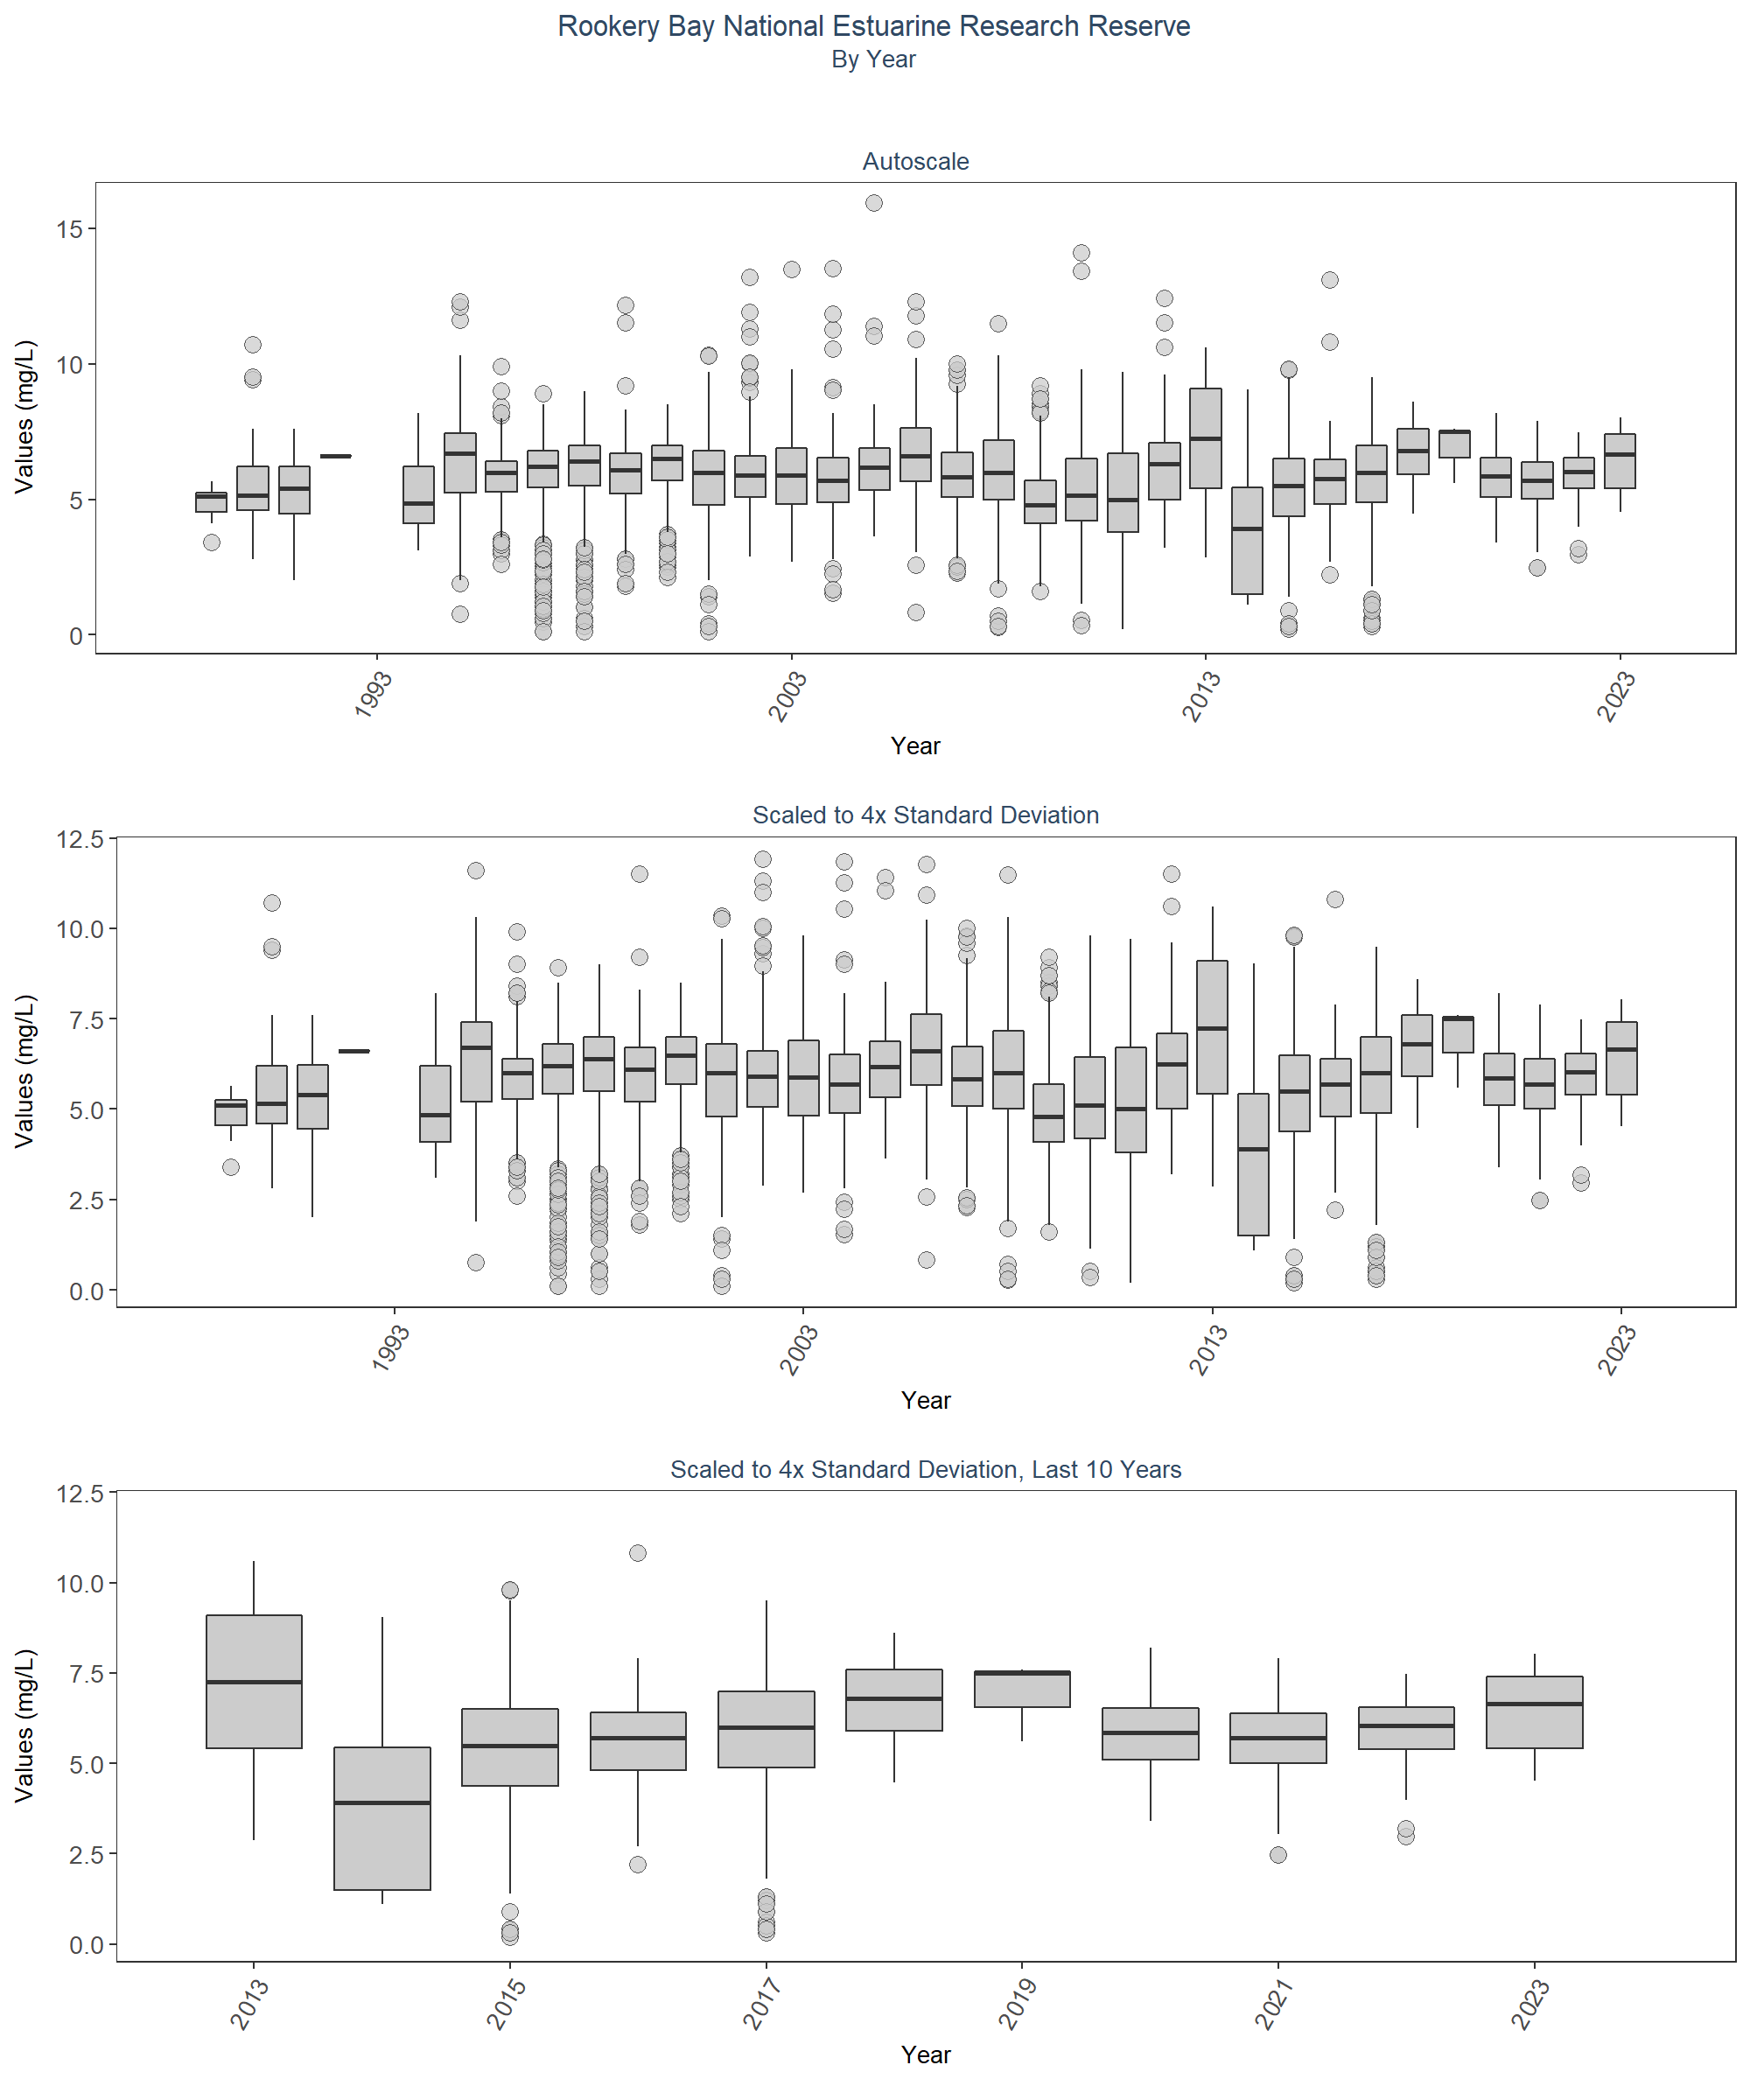 Rookery Bay National Estuarine Research Reserve
By Year
Autoscale
Values (mg/L)
15
10
5
0
1993
2003
2013
2023
Year
Scaled to 4x Standard Deviation
Values (mg/L)
12.5
10.0
7.5
5.0
2.5
0.0
1993
2003
2013
2023
Year
Scaled to 4x Standard Deviation, Last 10 Years
Values (mg/L)
12.5
10.0
7.5
5.0
2.5
0.0
2013
2015
2017
2019
2021
2023
Year